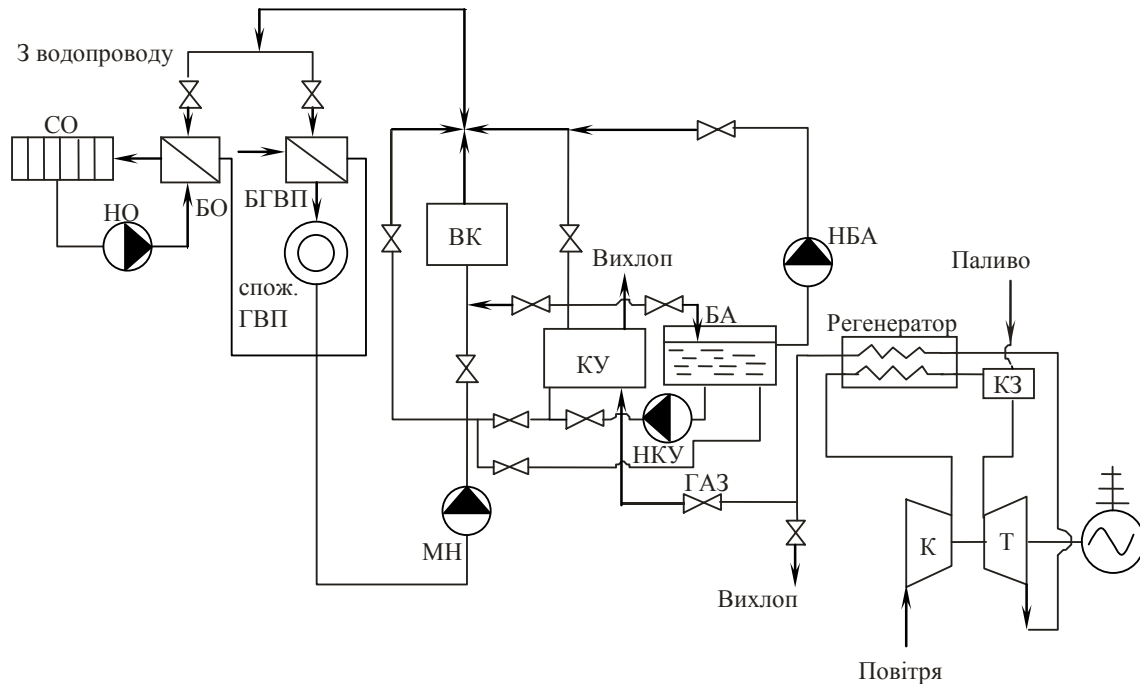 З водопроводу
СО
НО
БО
БГВП
спож.
ГВП
ВК
Вихлоп
НБА
БА
КУ
НКУ
МН
ГАЗ
Вихлоп
Паливо
Регенератор
КЗ
К
Т
Повітря